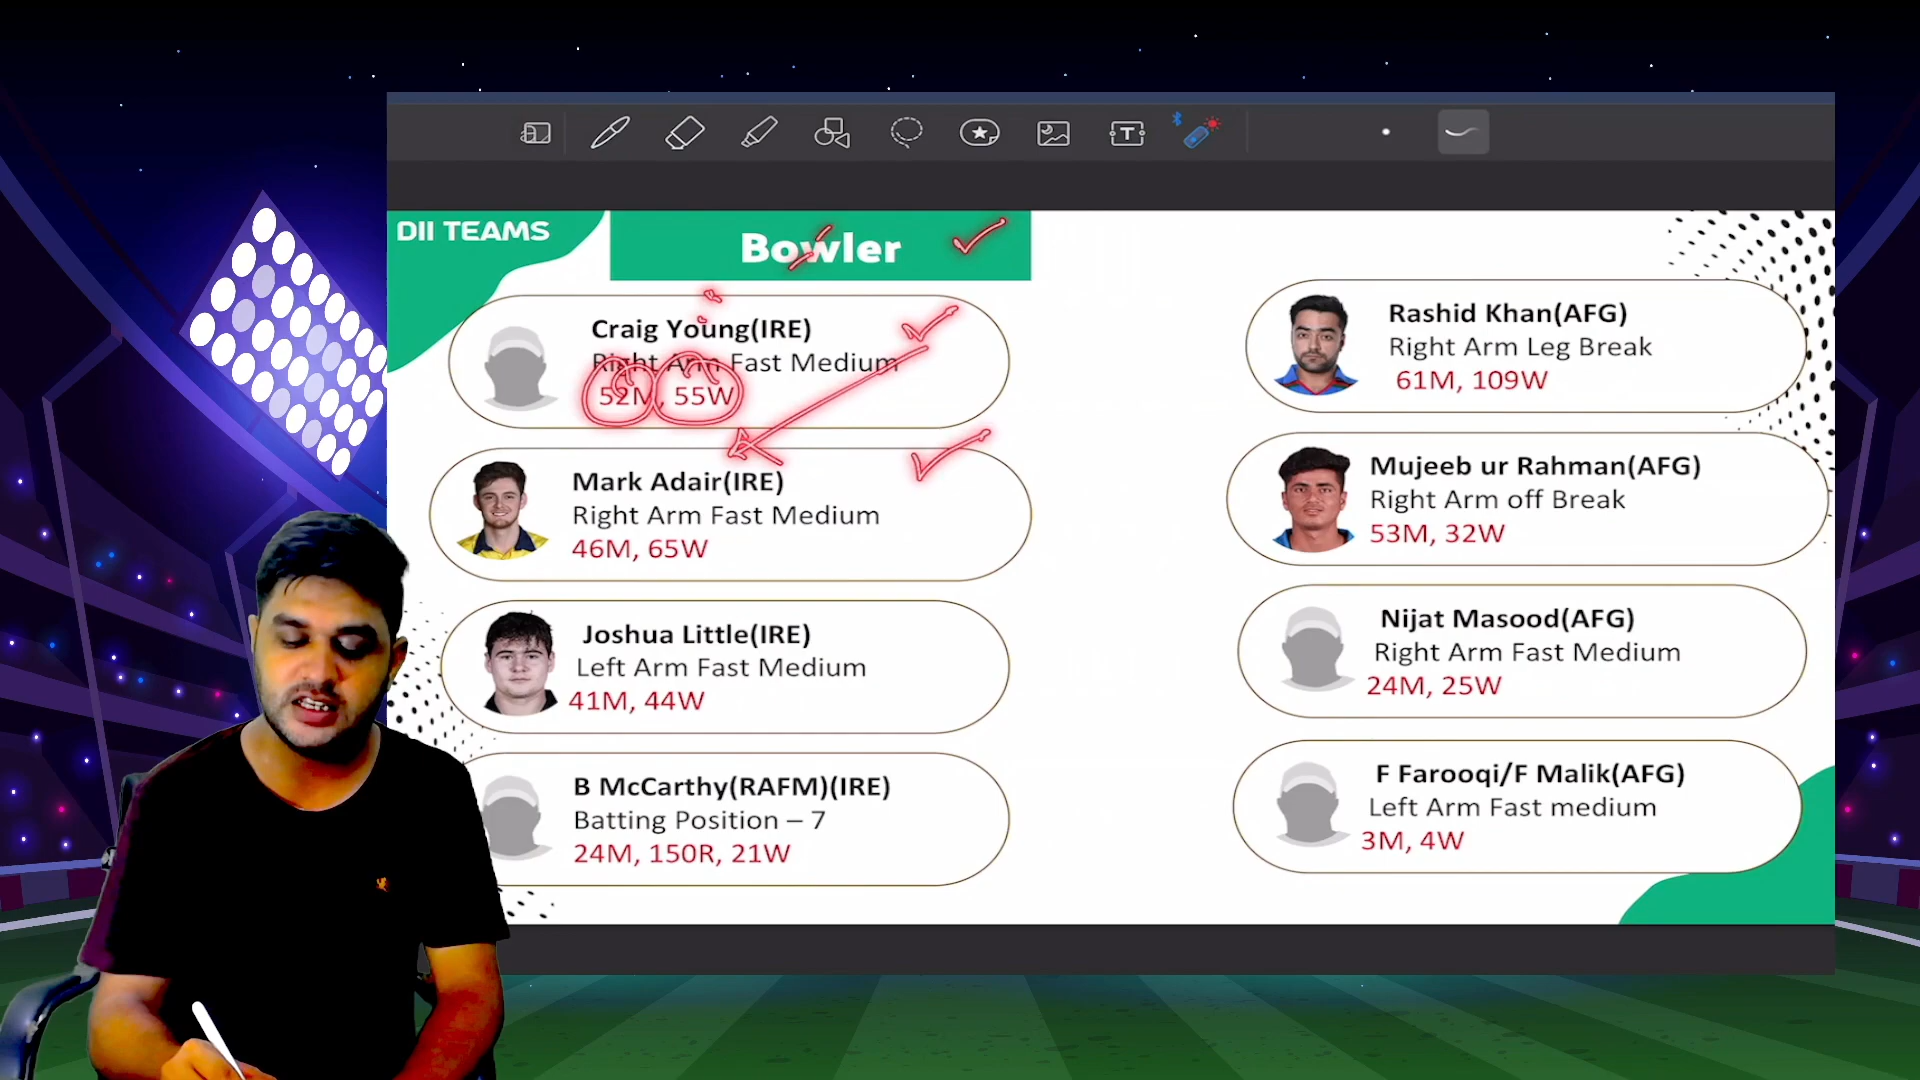 DII TEAMS
Bowler
Craig Young(IRE)
Right Arm Fast Medium
52M, 55W
Mark Adair(IRE)
Right Arm Fast Medium
46M, 65W
Joshua Little(IRE)
Left Arm Fast Medium
41M, 44W
B McCarthy(RAFM)(IRE)
Batting Position – 7
24M, 150R, 21W
Rashid Khan(AFG)
Right Arm Leg Break
61M, 109W
Mujeeb ur Rahman(AFG)
Right Arm off Break
53M, 32W
Nijat Masood(AFG)
Right Arm Fast Medium
24M, 25W
F Farooqi/F Malik(AFG)
Left Arm Fast medium
3M, 4W